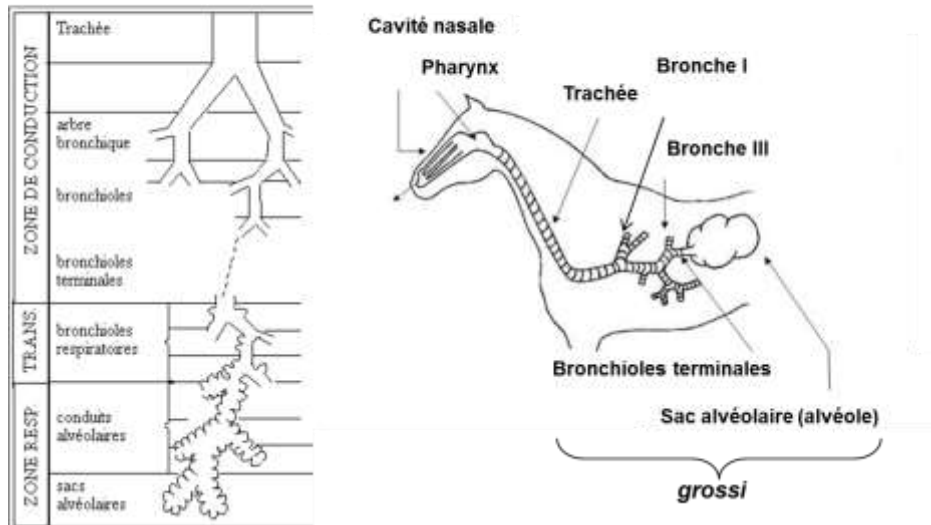 ZONE DE CONDUCTION
TRANS.
ZONE RESP.
Trachée
arbre
bronchique
bronchioles
bronchioles
terminales
bronchioles
respiratoires
conduits
alvéolaires
sacs
alvéolaires
Cavité nasale
Pharynx
Bronche I
Trachée
Bronche III
Bronchioles terminales
Sac alvéolaire (alvéole)
grossi